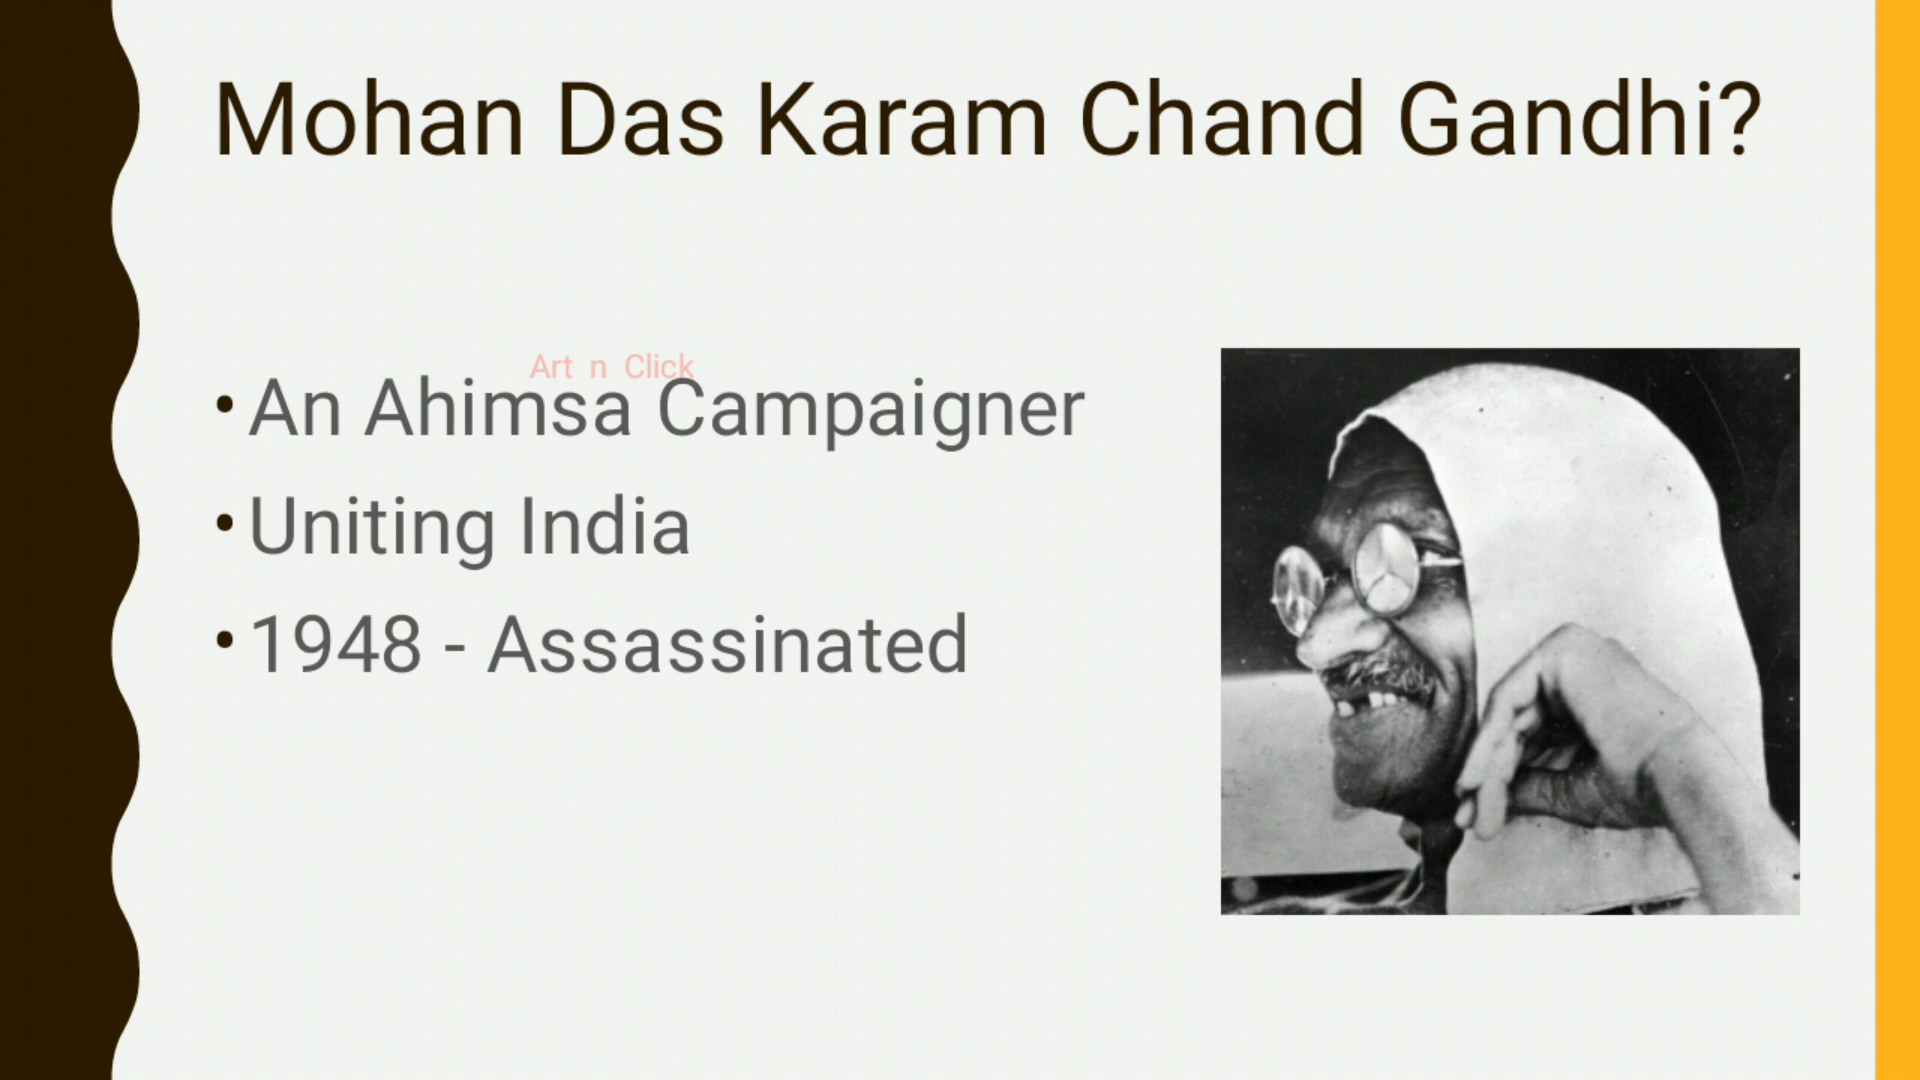 Mohan Das Karam Chand Gandhi?
Art n Click
• An Ahimsa Campaigner
• Uniting India
• 1948 - Assassinated